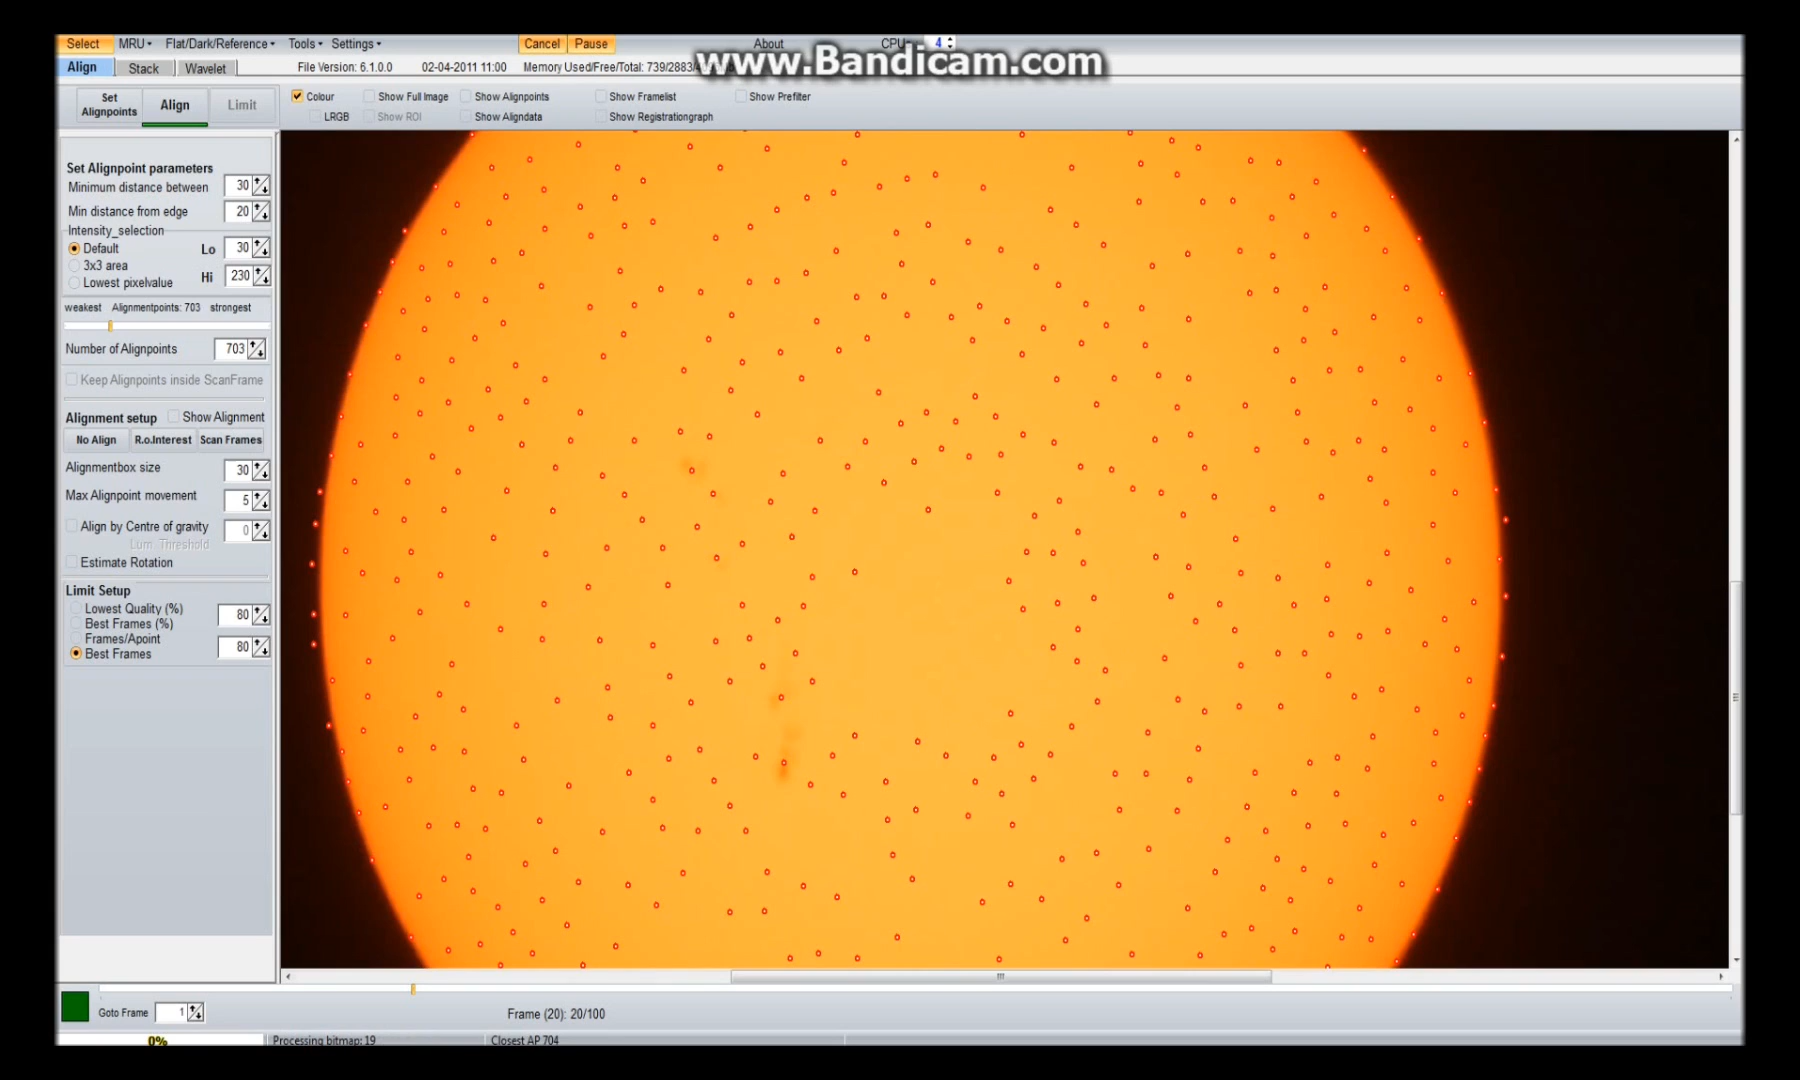 Select MRU Flat/Dark/Reference Tools Settings Cancel Pause About CPU 4
www.Bandicam.com
Align Stack Wavelet File Version: 6.1.0.0 02-04-2011 11:00 Memory Used/Free/Total: 739/2883/
Set Alignpoints Align Limit
Colour Show Full Image Show Alignpoints Show Framelist Show Prefilter
LRGB Show ROI Show Aligndata Show Registrationgraph
Set Alignpoint parameters
Minimum distance between 30
Min distance from edge 20
Intensity_selection
Default Lo 30
3x3 area
Lowest pixelvalue Hi 230
weakest Alignmentpoints: 703 strongest
Number of Alignpoints 703
Keep Alignpoints inside ScanFrame
Alignment setup Show Alignment
No Align R.o.Interest Scan Frames
Alignmentbox size 30
Max Alignpoint movement 5
Align by Centre of gravity 0
Lum Threshold
Estimate Rotation
Limit Setup
Lowest Quality (%) 80
Best Frames (%)
Frames/Apoint
Best Frames 80
Goto Frame 1 Frame (20): 20/100
0% Processing bitmap: 19 Closest AP 704